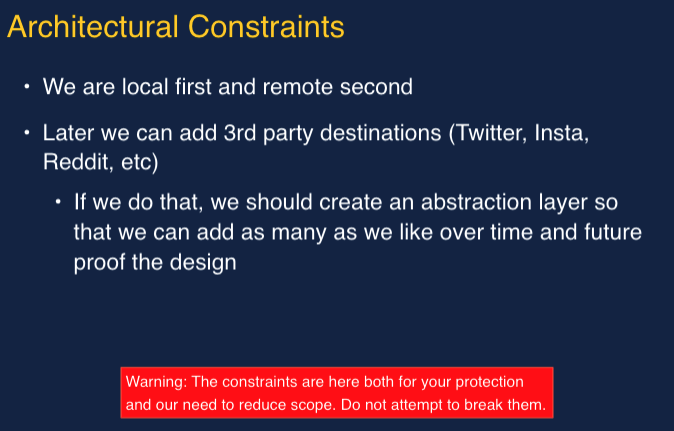 Architectural Constraints
• We are local first and remote second
• Later we can add 3rd party destinations (Twitter, Insta,
Reddit, etc)
• If we do that, we should create an abstraction layer so
that we can add as many as we like over time and future
proof the design
Warning: The constraints are here both for your protection
and our need to reduce scope. Do not attempt to break them.